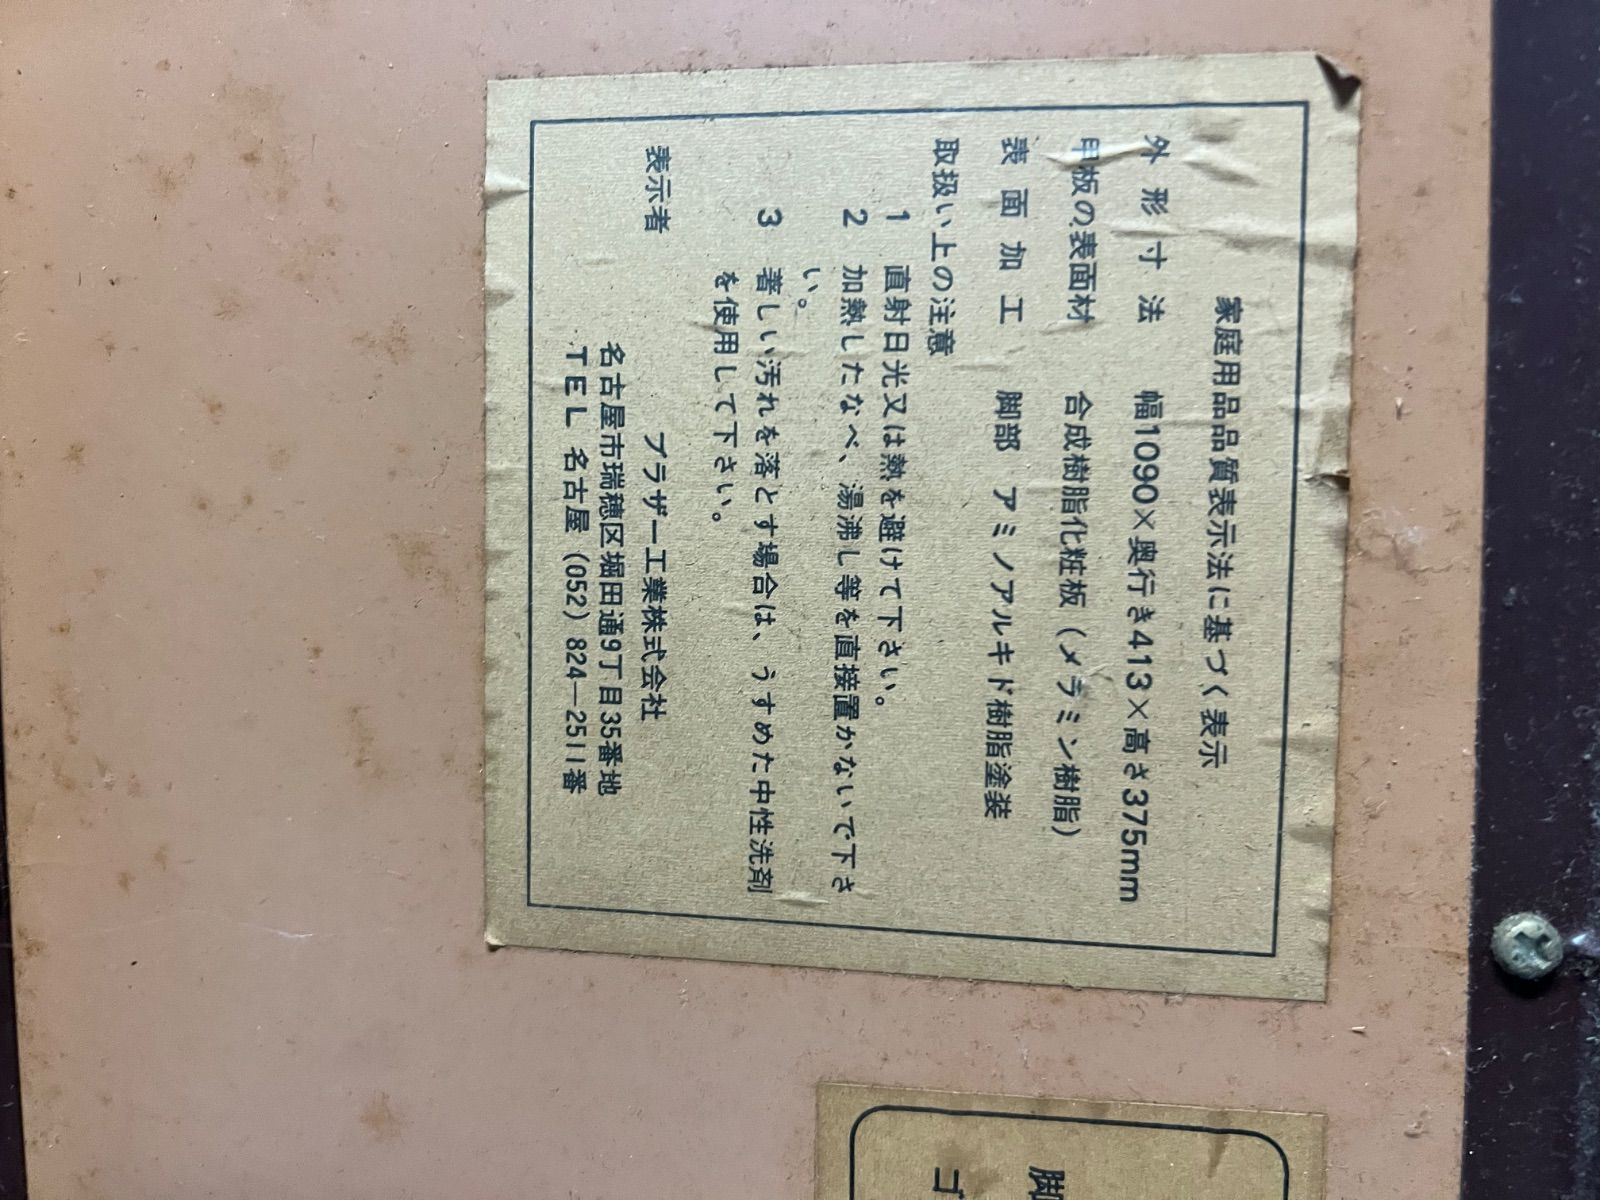 家庭用品品質表示法に基づく表示
外形寸法 幅1090×奥行き413×高さ375mm
甲板の表面材 合成樹脂化粧板(メラミン樹脂)
表面加工 脚部 アミノアルキド樹脂塗装
取扱い上の注意
1 直射日光又は熱を避けて下さい。
2 加熱したなべ、湯沸し等を直接置かないで下さ
い。
3 著しい汚れを落とす場合は、うすめた中性洗剤
を使用して下さい。
表示者
ブラザー工業株式会社
名古屋市瑞穂区堀田通9丁目35番地
TEL 名古屋 (052) 824-2511番
脚
ゴ